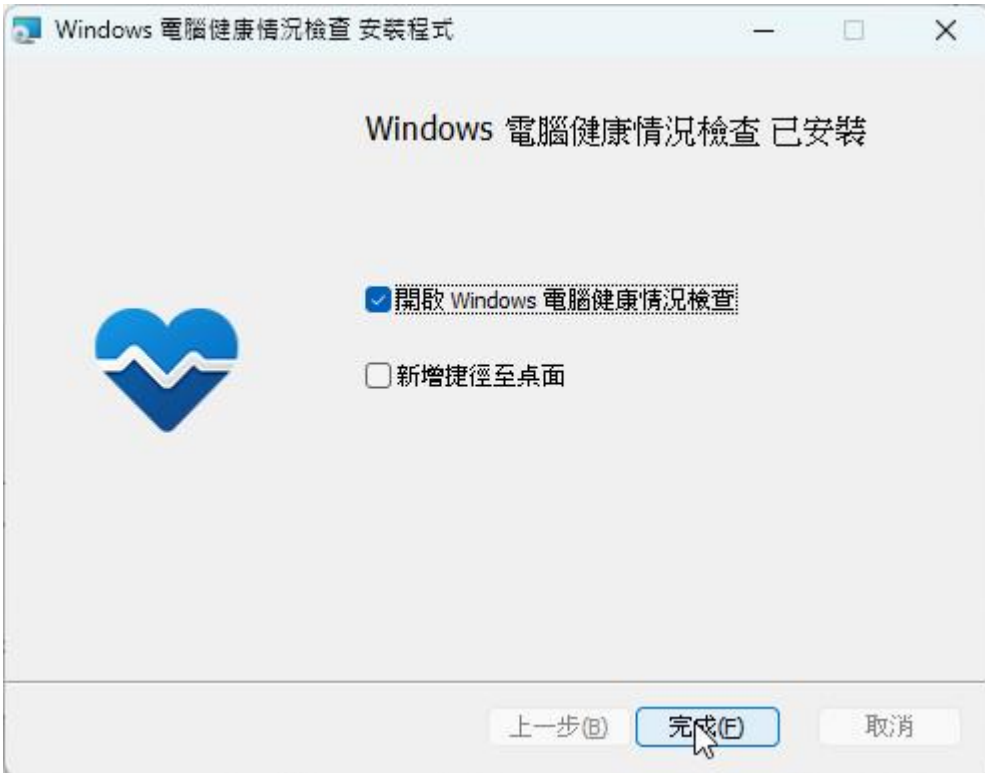 Windows 電腦健康情況檢查 安裝程式
Windows 電腦健康情況檢查 已安裝
開啟 Windows 電腦健康情況檢查
新增捷徑至桌面
上一步(B) 完成(F) 取消